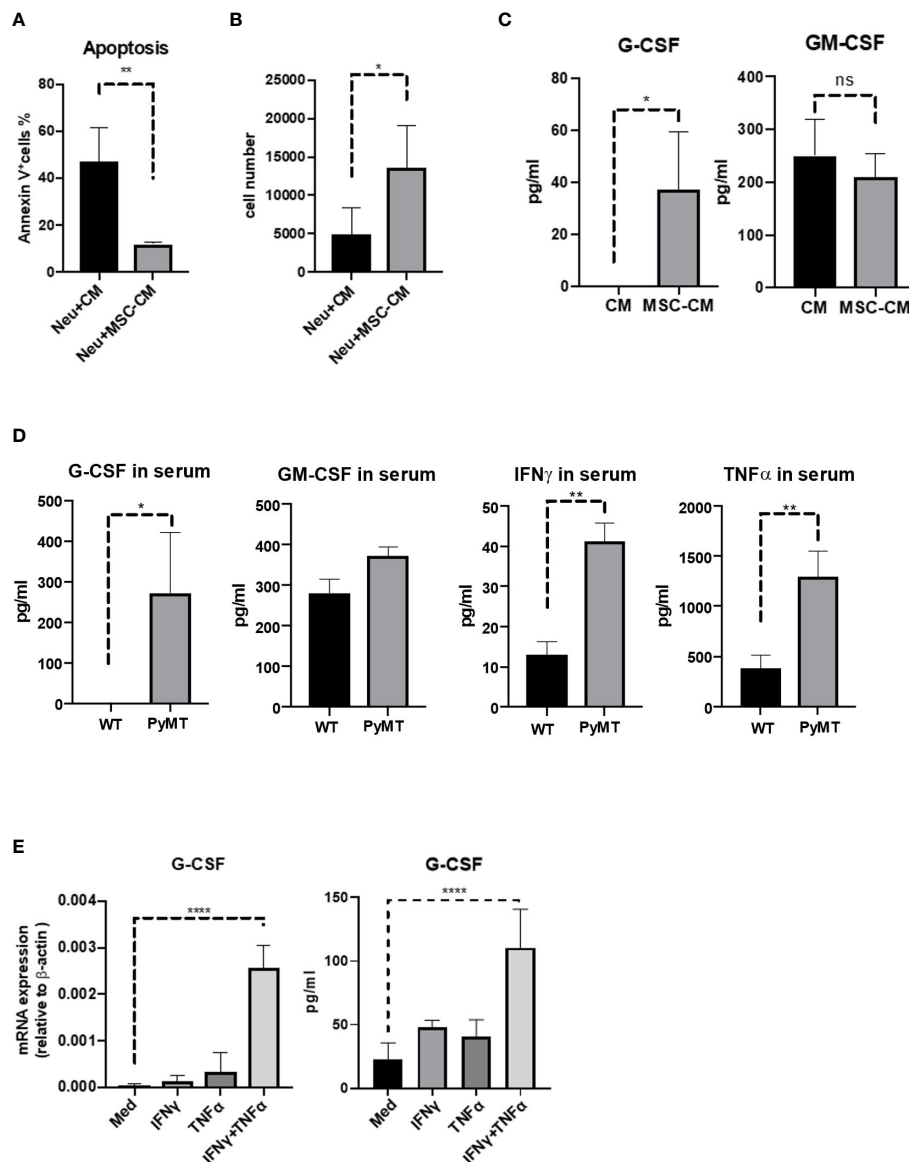 A
Apoptosis
**
Annexin V+cells %
80
60
40
20
0
Neu+CM
Neu+MSC-CM
B
*
cell number
25000
20000
15000
10000
5000
0
Neu+CM
Neu+MSC-CM
C
G-CSF
*
pg/ml
60
40
20
0
CM
MSC-CM
GM-CSF
ns
pg/ml
400
300
200
100
0
CM
MSC-CM
D
G-CSF in serum
*
pg/ml
500
400
300
200
100
0
WT
PyMT
GM-CSF in serum
pg/ml
500
400
300
200
100
0
WT
PyMT
IFNγ in serum
**
pg/ml
50
40
30
20
10
0
WT
PyMT
TNFα in serum
**
pg/ml
2000
1500
1000
500
0
WT
PyMT
E
G-CSF
****
mRNA expression
(relative to β-actin )
0.004
0.003
0.002
0.001
0.000
Med
IFNγ
TNFα
IFNγ+TNFα
G-CSF
****
pg/ml
150
100
50
0
Med
IFNγ
TNFα
IFNγ+TNFα